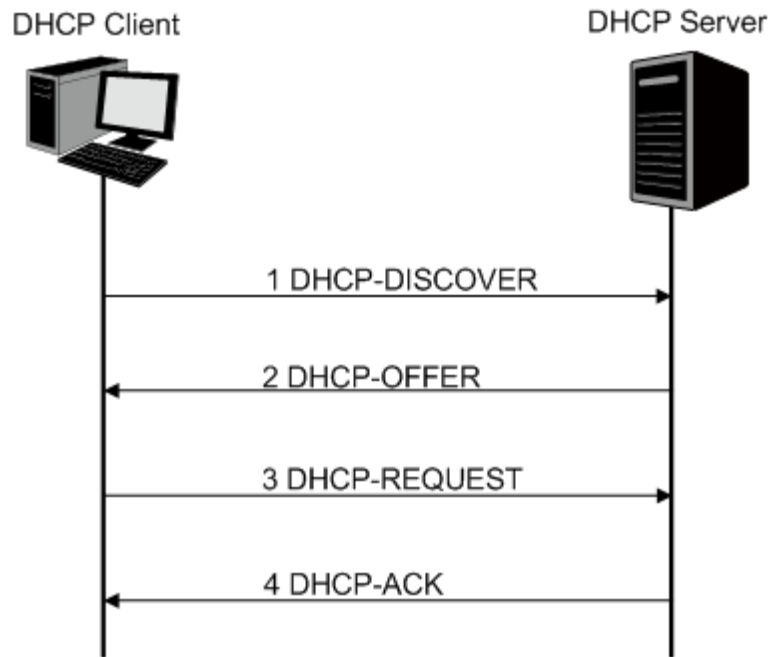 DHCP Client
DHCP Server
1 DHCP-DISCOVER
2 DHCP-OFFER
3 DHCP-REQUEST
4 DHCP-ACK